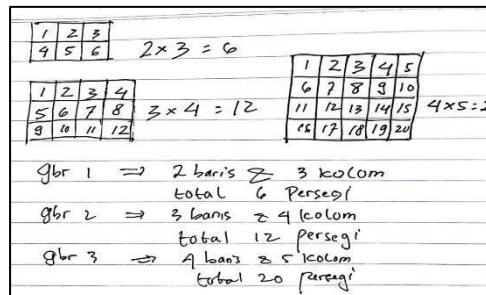 1 2 3
4 5 6
2 x 3 = 6
1 2 3 4
5 6 7 8
9 10 11 12
3 x 4 = 12
1 2 3 4 5
6 7 8 9 10
11 12 13 14 15
17 18 19 20
4 x 5 = 2
gbr 1 ⇒ 2 baris & 3 kolom
total 6 Persegi
gbr 2 ⇒ 3 baris & 4 kolom
total 12 persegi
gbr 3 ⇒ 4 baris & 5 kolom
total 20 persegi